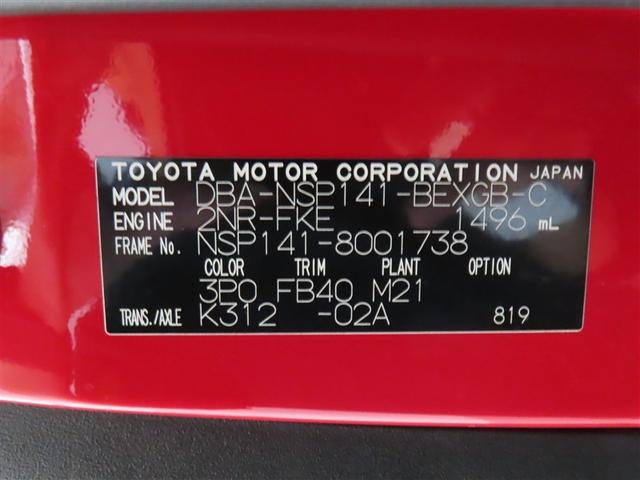 TOYOTA MOTOR CORPORATION JAPAN
MODEL DBA-NSP141-BEXGB-C
ENGINE 2NR-FKE 1496 mL
FRAME No. NSP141-8001738
COLOR TRIM PLANT OPTION
3P0 FB40 M21
TRANS./AXLE K312 -02A 819